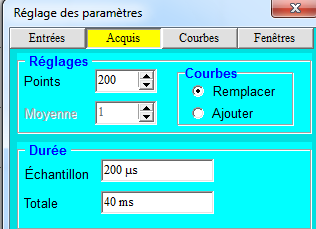 Réglage des paramètres
Entrées Acquis Courbes Fenêtres
Réglages
Points 200
Moyenne 1
Courbes
Remplacer
Ajouter
Durée
Échantillon 200 µs
Totale 40 ms